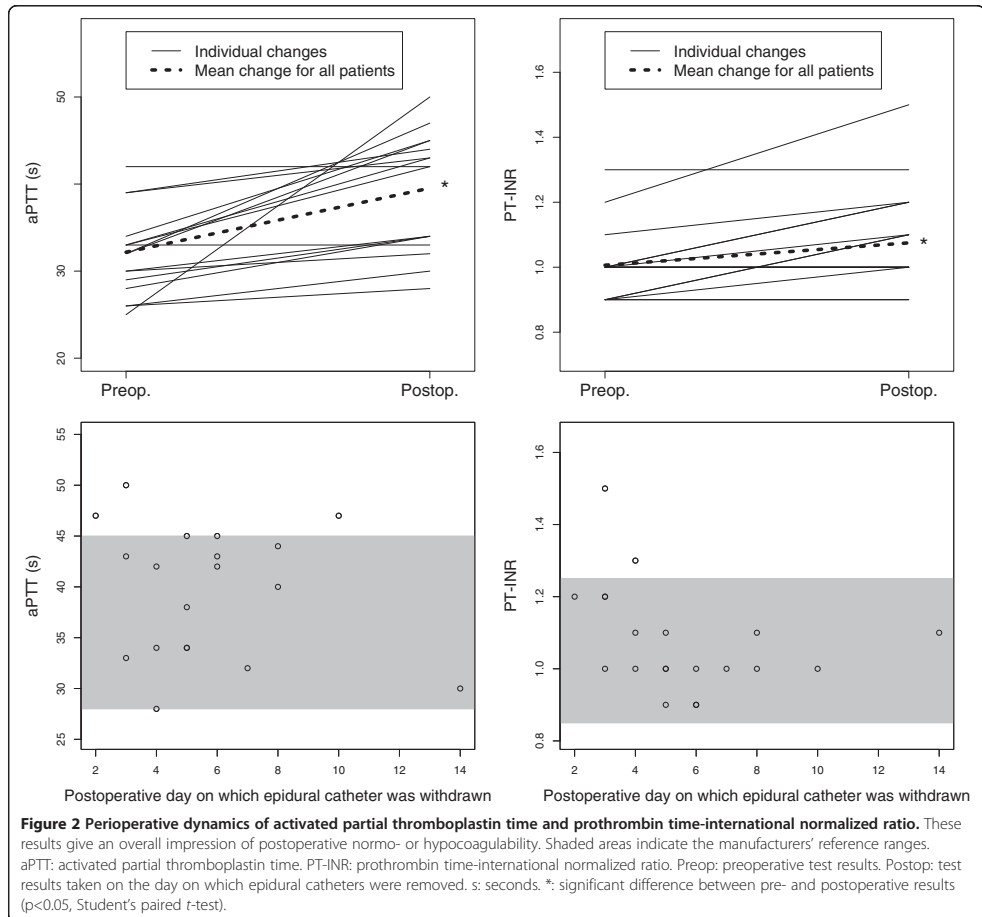 Individual changes
Mean change for all patients
aPTT (s)
50
30
20
*
Preop.
Postop.
Individual changes
Mean change for all patients
PT-INR
1.6
1.4
1.2
1.0
0.8
*
Preop.
Postop.
aPTT (s)
55
50
45
40
35
30
25
2 4 6 8 10 12 14
Postoperative day on which epidural catheter was withdrawn
PT-INR
1.6
1.4
1.2
1.0
0.8
2 4 6 8 10 12 14
Postoperative day on which epidural catheter was withdrawn
Figure 2 Perioperative dynamics of activated partial thromboplastin time and prothrombin time-international normalized ratio. These
results give an overall impression of postoperative normo- or hypocoagulability. Shaded areas indicate the manufacturers' reference ranges.
aPTT: activated partial thromboplastin time. PT-INR: prothrombin time-international normalized ratio. Preop: preoperative test results. Postop: test
results taken on the day on which epidural catheters were removed. s: seconds. *: significant difference between pre- and postoperative results
(p<0.05, Student's paired t-test).